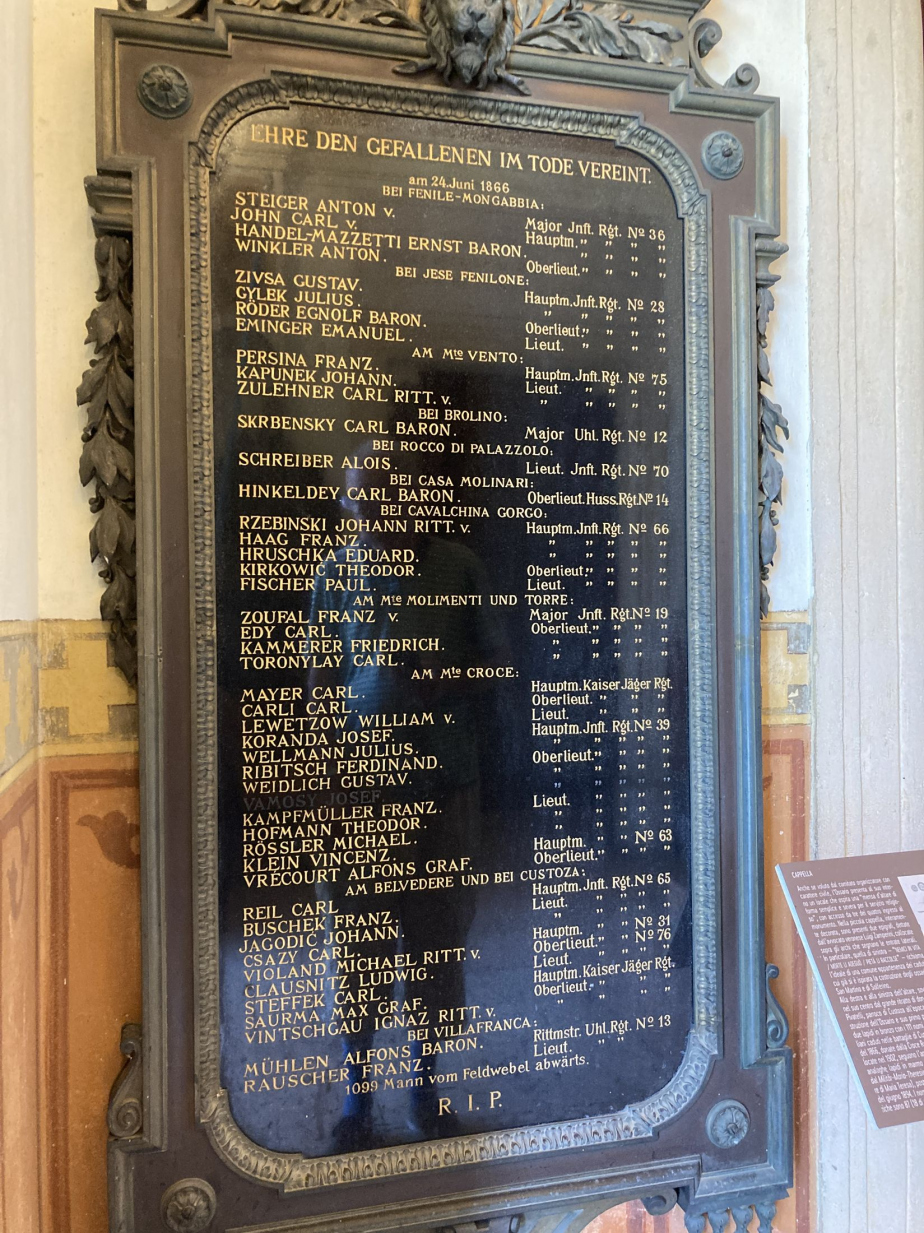 EHRE DEN GEFALLENEN IM TODE VEREINT.
am 24.Juni 1866
BEI FENILE-MONGABBIA:
STEIGER ANTON v. Major Jnft. Rgt. No 36
JOHN CARL v. Hauptm. „ „ „
HANDEL-MAZZETTI ERNST BARON. „ „ „ „
WINKLER ANTON. Oberlieut. „ „ „
BEI JESE FENILONE:
ZIVSA GUSTAV. Hauptm. Jnft. Rgt. No 28
GYLEK JULIUS. „ „ „ „
RÖDER EGNOLF BARON. Oberlieut. „ „ „
EMINGER EMANUEL. Lieut. „ „ „
AM Mto VENTO:
PERSINA FRANZ. Hauptm. Jnft. Rgt. No 75
KAPUNEK JOHANN. Lieut. „ „ „
ZULEHNER CARL RITT. v. „ „ „ „
BEI BROLINO:
SKRBENSKY CARL BARON. Major Uhl. Rgt. No 12
BEI ROCCO DI PALAZZOLO:
SCHREIBER ALOIS. Lieut. Jnft. Rgt. No 70
BEI CASA MOLINARI:
HINKELDEY CARL BARON. Oberlieut. Huss. Rgt. No 14
BEI CAVALCHINA GORGO:
RZEBINSKI JOHANN RITT. v. Hauptm. Jnft. Rgt. No 66
HAAG FRANZ. „ „ „ „
HRUSCHKA EDUARD. „ „ „ „
KIRKOWIC THEODOR. Oberlieut. „ „ „
FISCHER PAUL. Lieut. „ „ „
AM Mte MOLIMENTI UND TORRE:
ZOUFAL FRANZ v. Major Jnft. Rgt. No 19
EDY CARL. Oberlieut. „ „ „
KAMMERER FRIEDRICH. „ „ „ „
TORONYLAY CARL. „ „ „ „
AM Mte CROCE:
MAYER CARL. Hauptm. Kaiser Jäger Rgt.
CARLI CARL. Oberlieut. „ „ „
LEWETZOW WILLIAM v. Lieut. „ „ „
KORANDA JOSEF. Hauptm. Jnft. Rgt. No 39
WELLMANN JULIUS. „ „ „ „
RIBITSCH FERDINAND. Oberlieut. „ „ „
WEIDLICH GUSTAV. „ „ „ „
VAMOSY JOSEF „ „ „ „
KAMPFMÜLLER FRANZ. Lieut. „ „ „
HOFMANN THEODOR. „ „ „ „
RÖSSLER MICHAEL. „ „ „ „
KLEIN VINCENZ. Hauptm. „ „ No 63
VRÉCOURT ALFONS GRAF. Oberlieut. „ „ „
AM BELVEDERE UND BEI CUSTOZA:
REIL CARL. Hauptm. Jnft. Rgt. No 65
BUSCHEK FRANZ. Lieut. „ „ „
JAGODIC JOHANN. „ „ „ „
CSAZY CARL. Hauptm. „ „ No 31
VIOLAND MICHAEL RITT. v. Oberlieut. „ „ No 76
CLAUSNITZ LUDWIG. Lieut. „ „ „
STEFFEK CARL. Hauptm. Kaiser Jäger Rgt.
SAURMA MAX GRAF. Oberlieut. „ „ „
VINTSCHGAU IGNAZ RITT. v. „ „ „ „
BEI VILLAFRANCA:
MÜHLEN ALFONS BARON. Rittmstr. Uhl. Rgt. No 13
RAUSCHER FRANZ. Lieut. „ „ „
1099 Mann vom Feldwebel abwärts.
R. I. P.
CAPPELLA